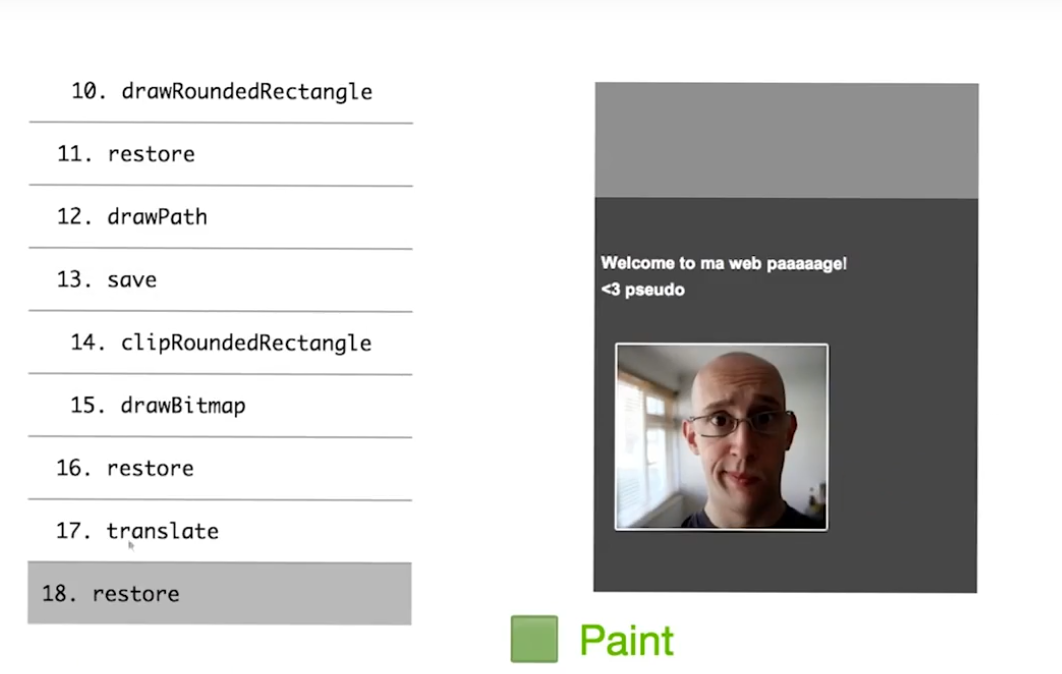 10. drawRoundedRectangle
11. restore
12. drawPath
13. save
14. clipRoundedRectangle
15. drawBitmap
16. restore
17. translate
18. restore
Welcome to ma web paaaaage!
<3 pseudo
Paint